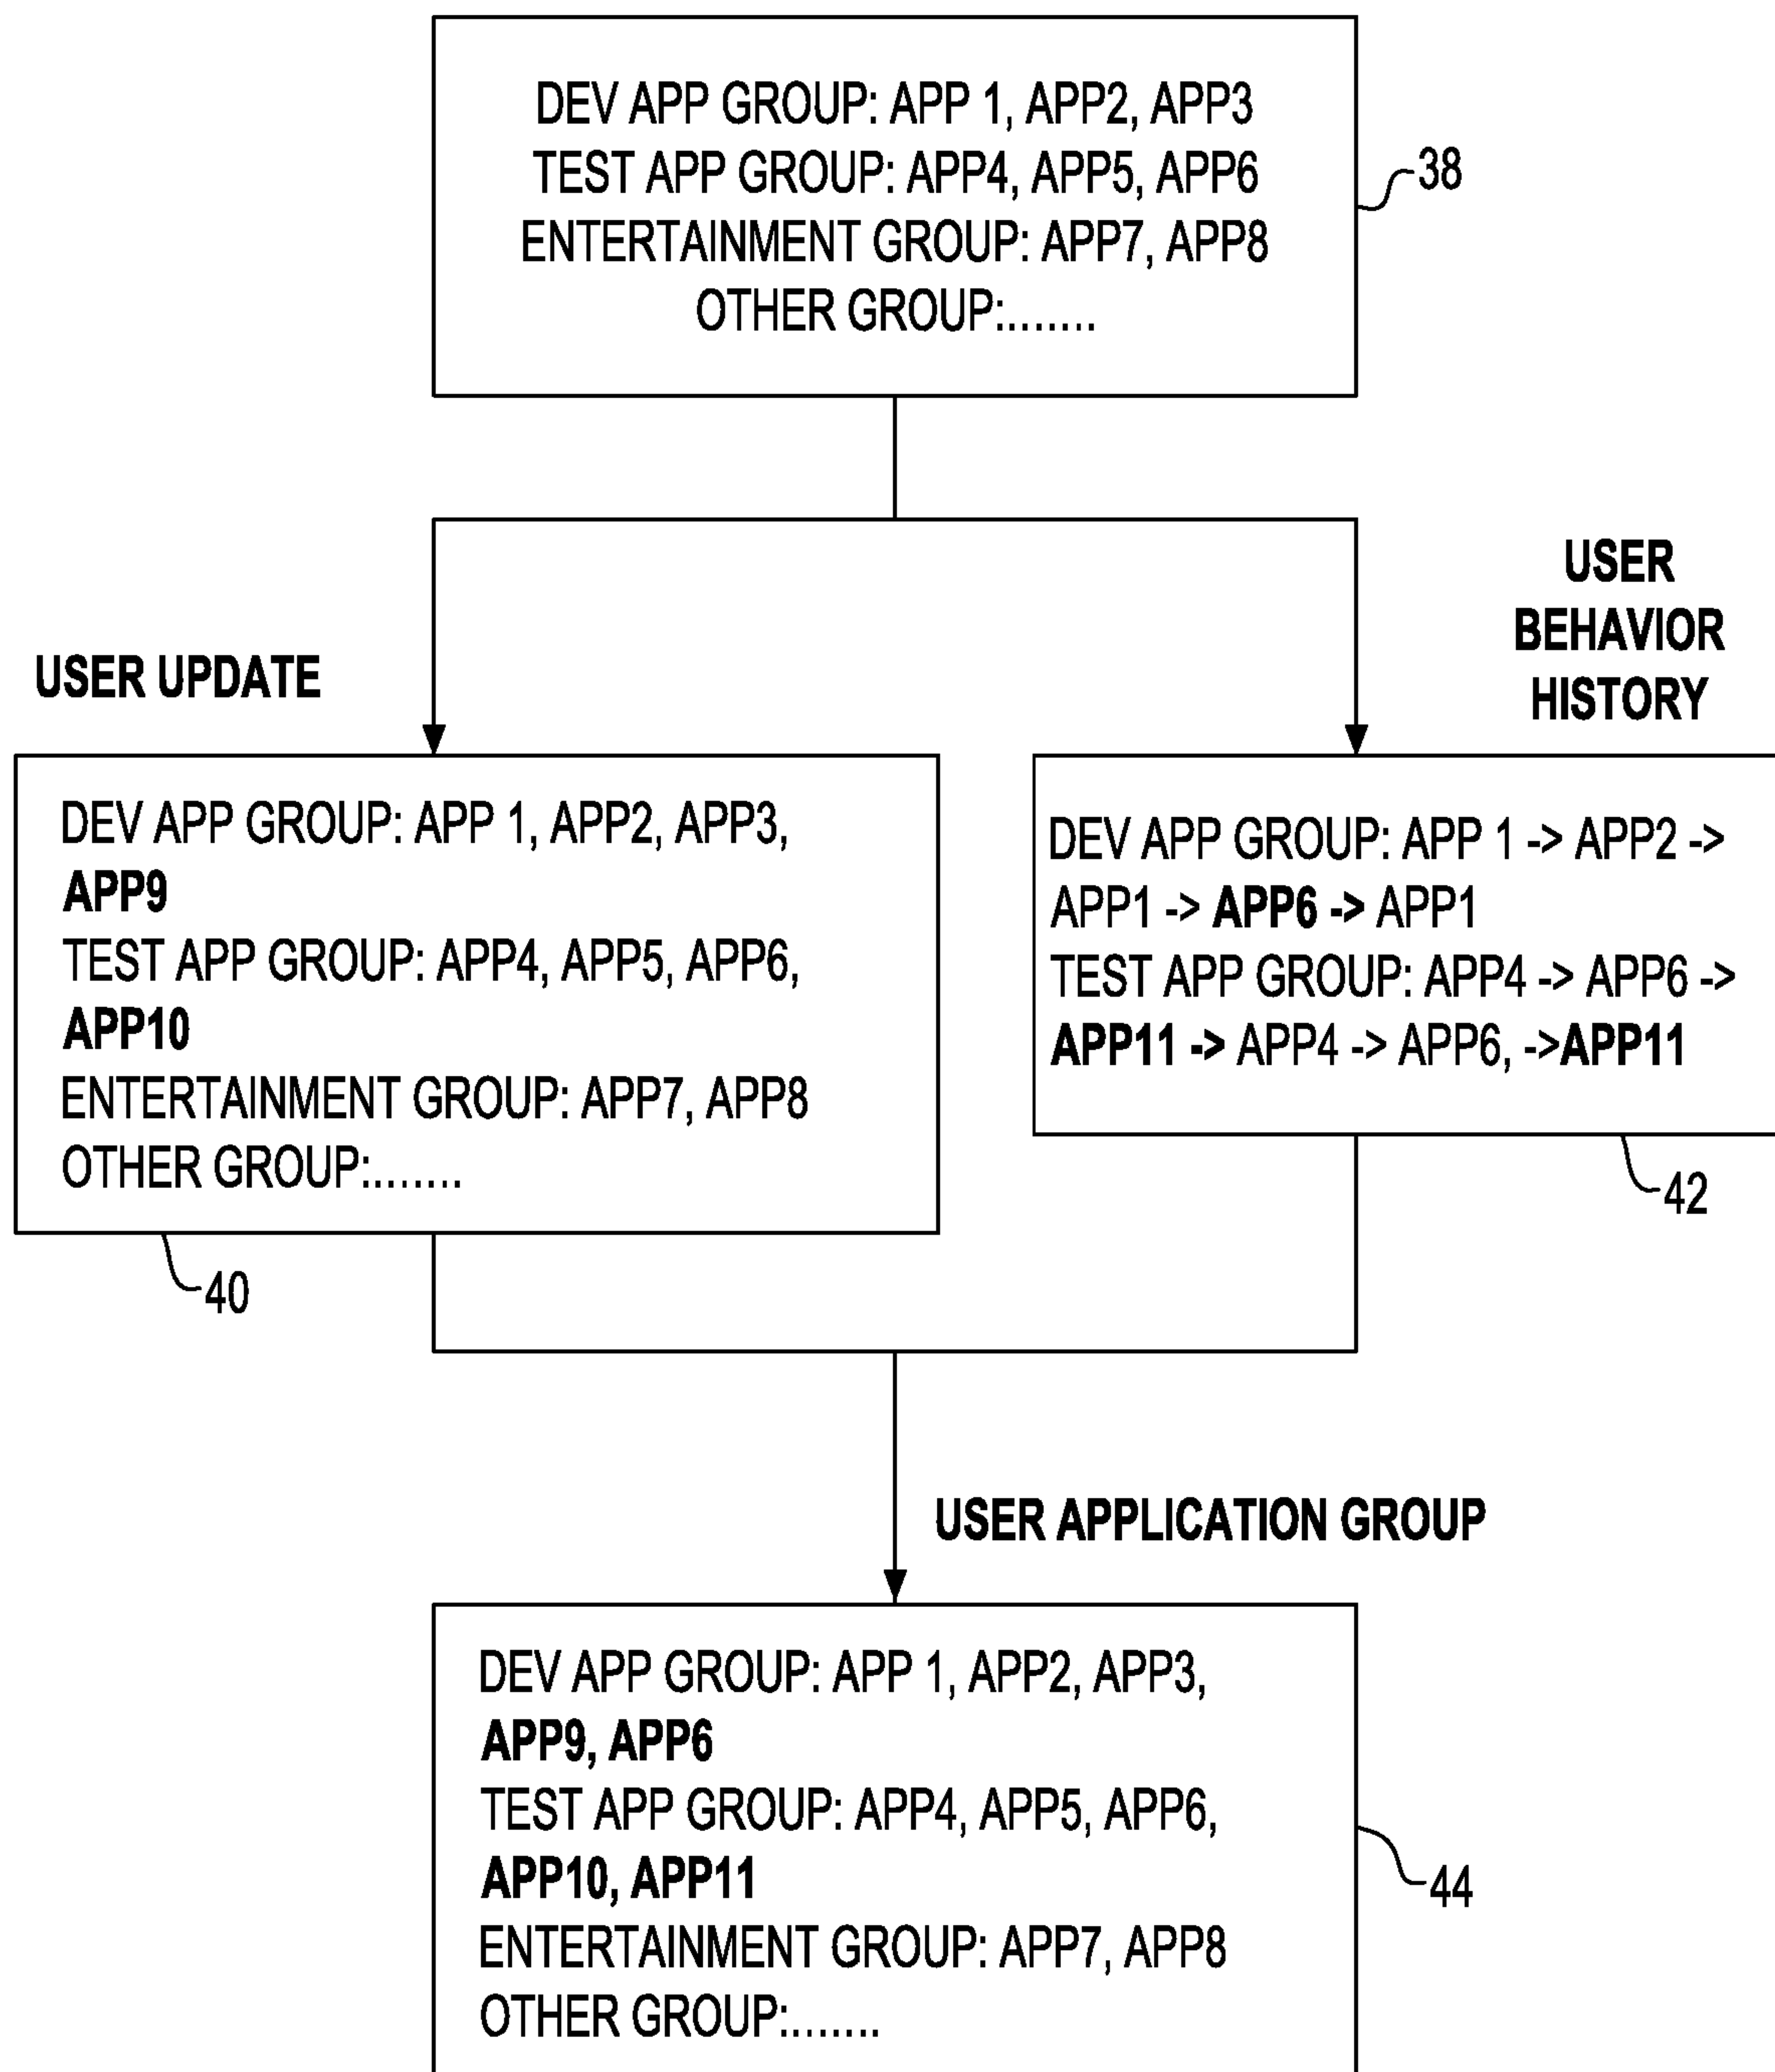 DEV APP GROUP: APP 1, APP2, APP3
TEST APP GROUP: APP4, APP5, APP6
ENTERTAINMENT GROUP: APP7, APP8
OTHER GROUP:........
38
USER UPDATE
USER
BEHAVIOR
HISTORY
DEV APP GROUP: APP 1, APP2, APP3,
APP9
TEST APP GROUP: APP4, APP5, APP6,
APP10
ENTERTAINMENT GROUP: APP7, APP8
OTHER GROUP:........
40
DEV APP GROUP: APP 1 -> APP2 ->
APP1 -> APP6 -> APP1
TEST APP GROUP: APP4 -> APP6 ->
APP11 -> APP4 -> APP6, ->APP11
42
USER APPLICATION GROUP
DEV APP GROUP: APP 1, APP2, APP3,
APP9, APP6
TEST APP GROUP: APP4, APP5, APP6,
APP10, APP11
ENTERTAINMENT GROUP: APP7, APP8
OTHER GROUP:........
44